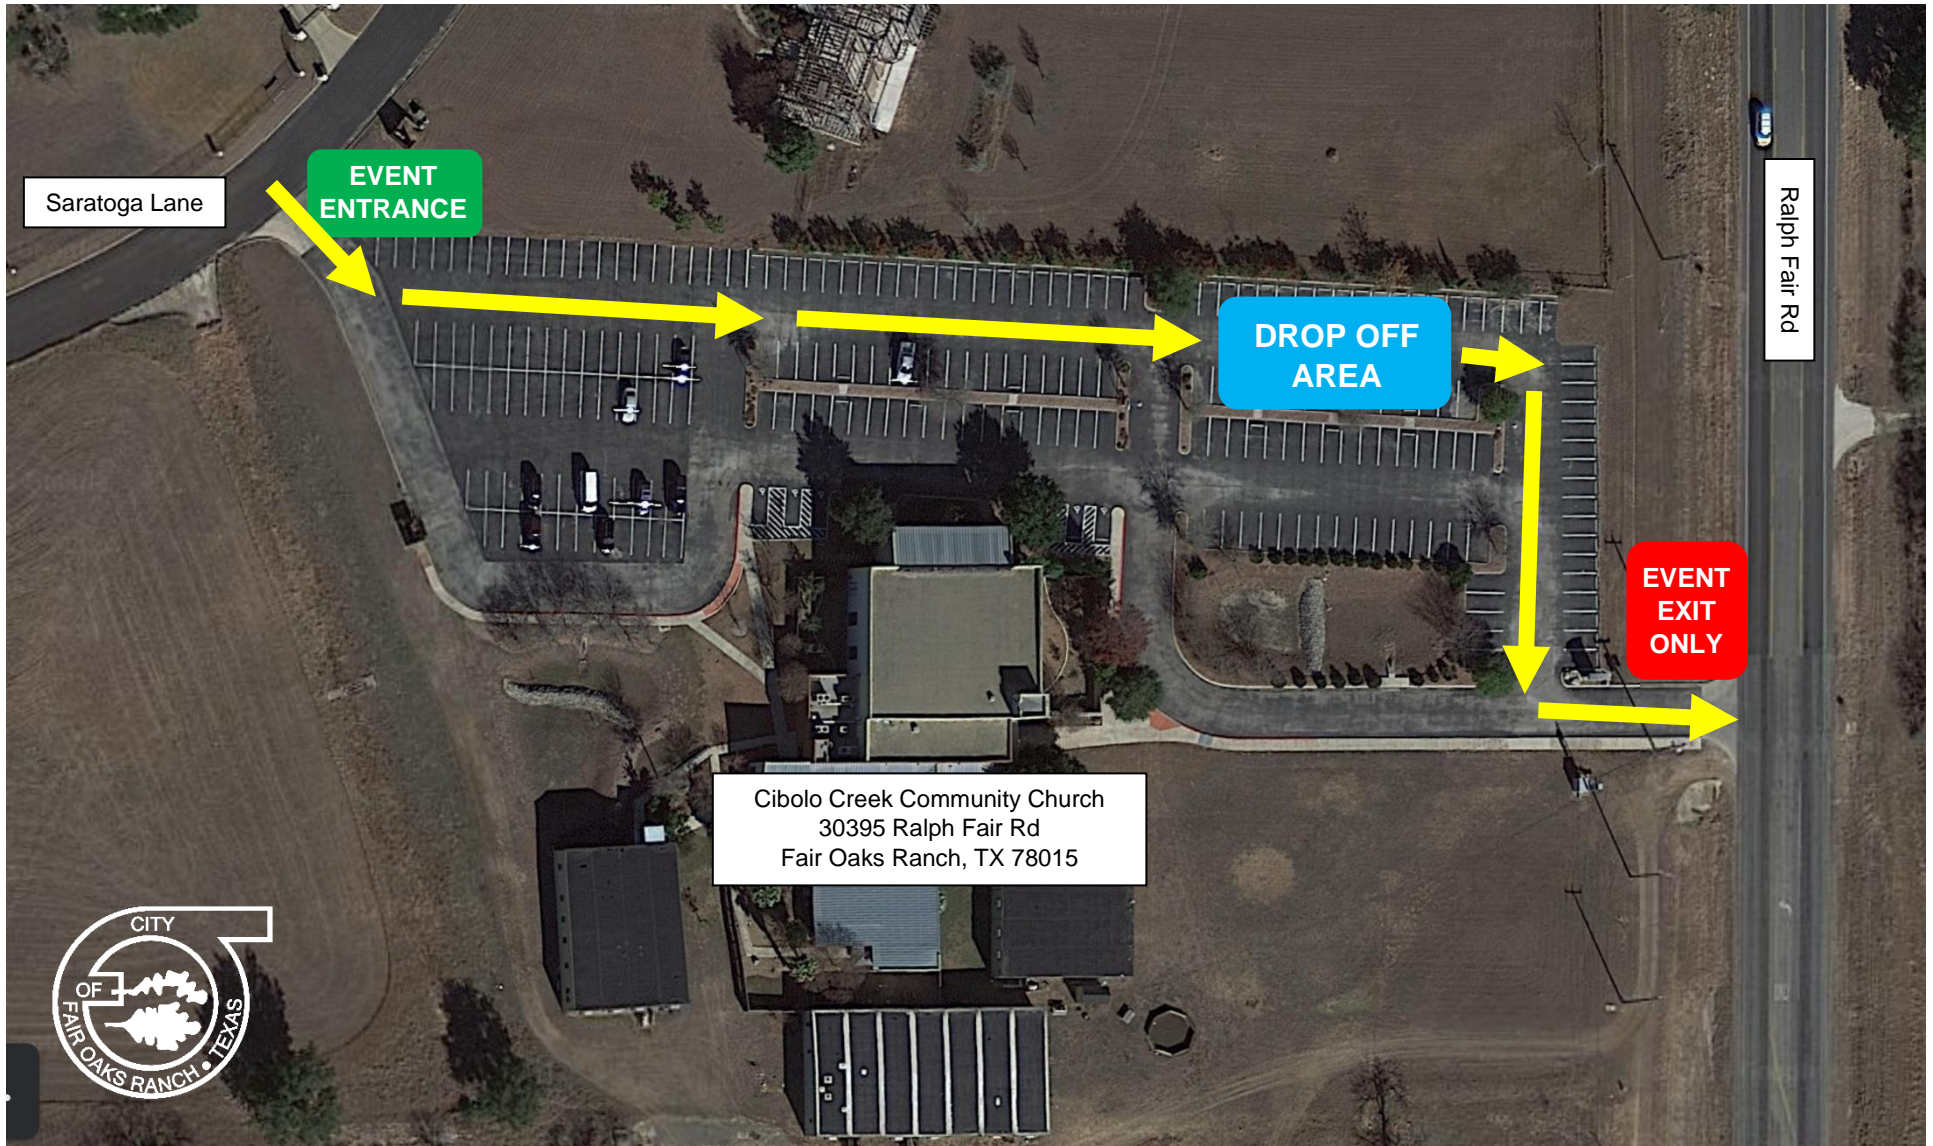 Saratoga Lane
EVENT
ENTRANCE
Ralph Fair Rd
DROP OFF
AREA
EVENT
EXIT
ONLY
Cibolo Creek Community Church
30395 Ralph Fair Rd
Fair Oaks Ranch, TX 78015
CITY
OF
FAIR OAKS RANCH • TEXAS